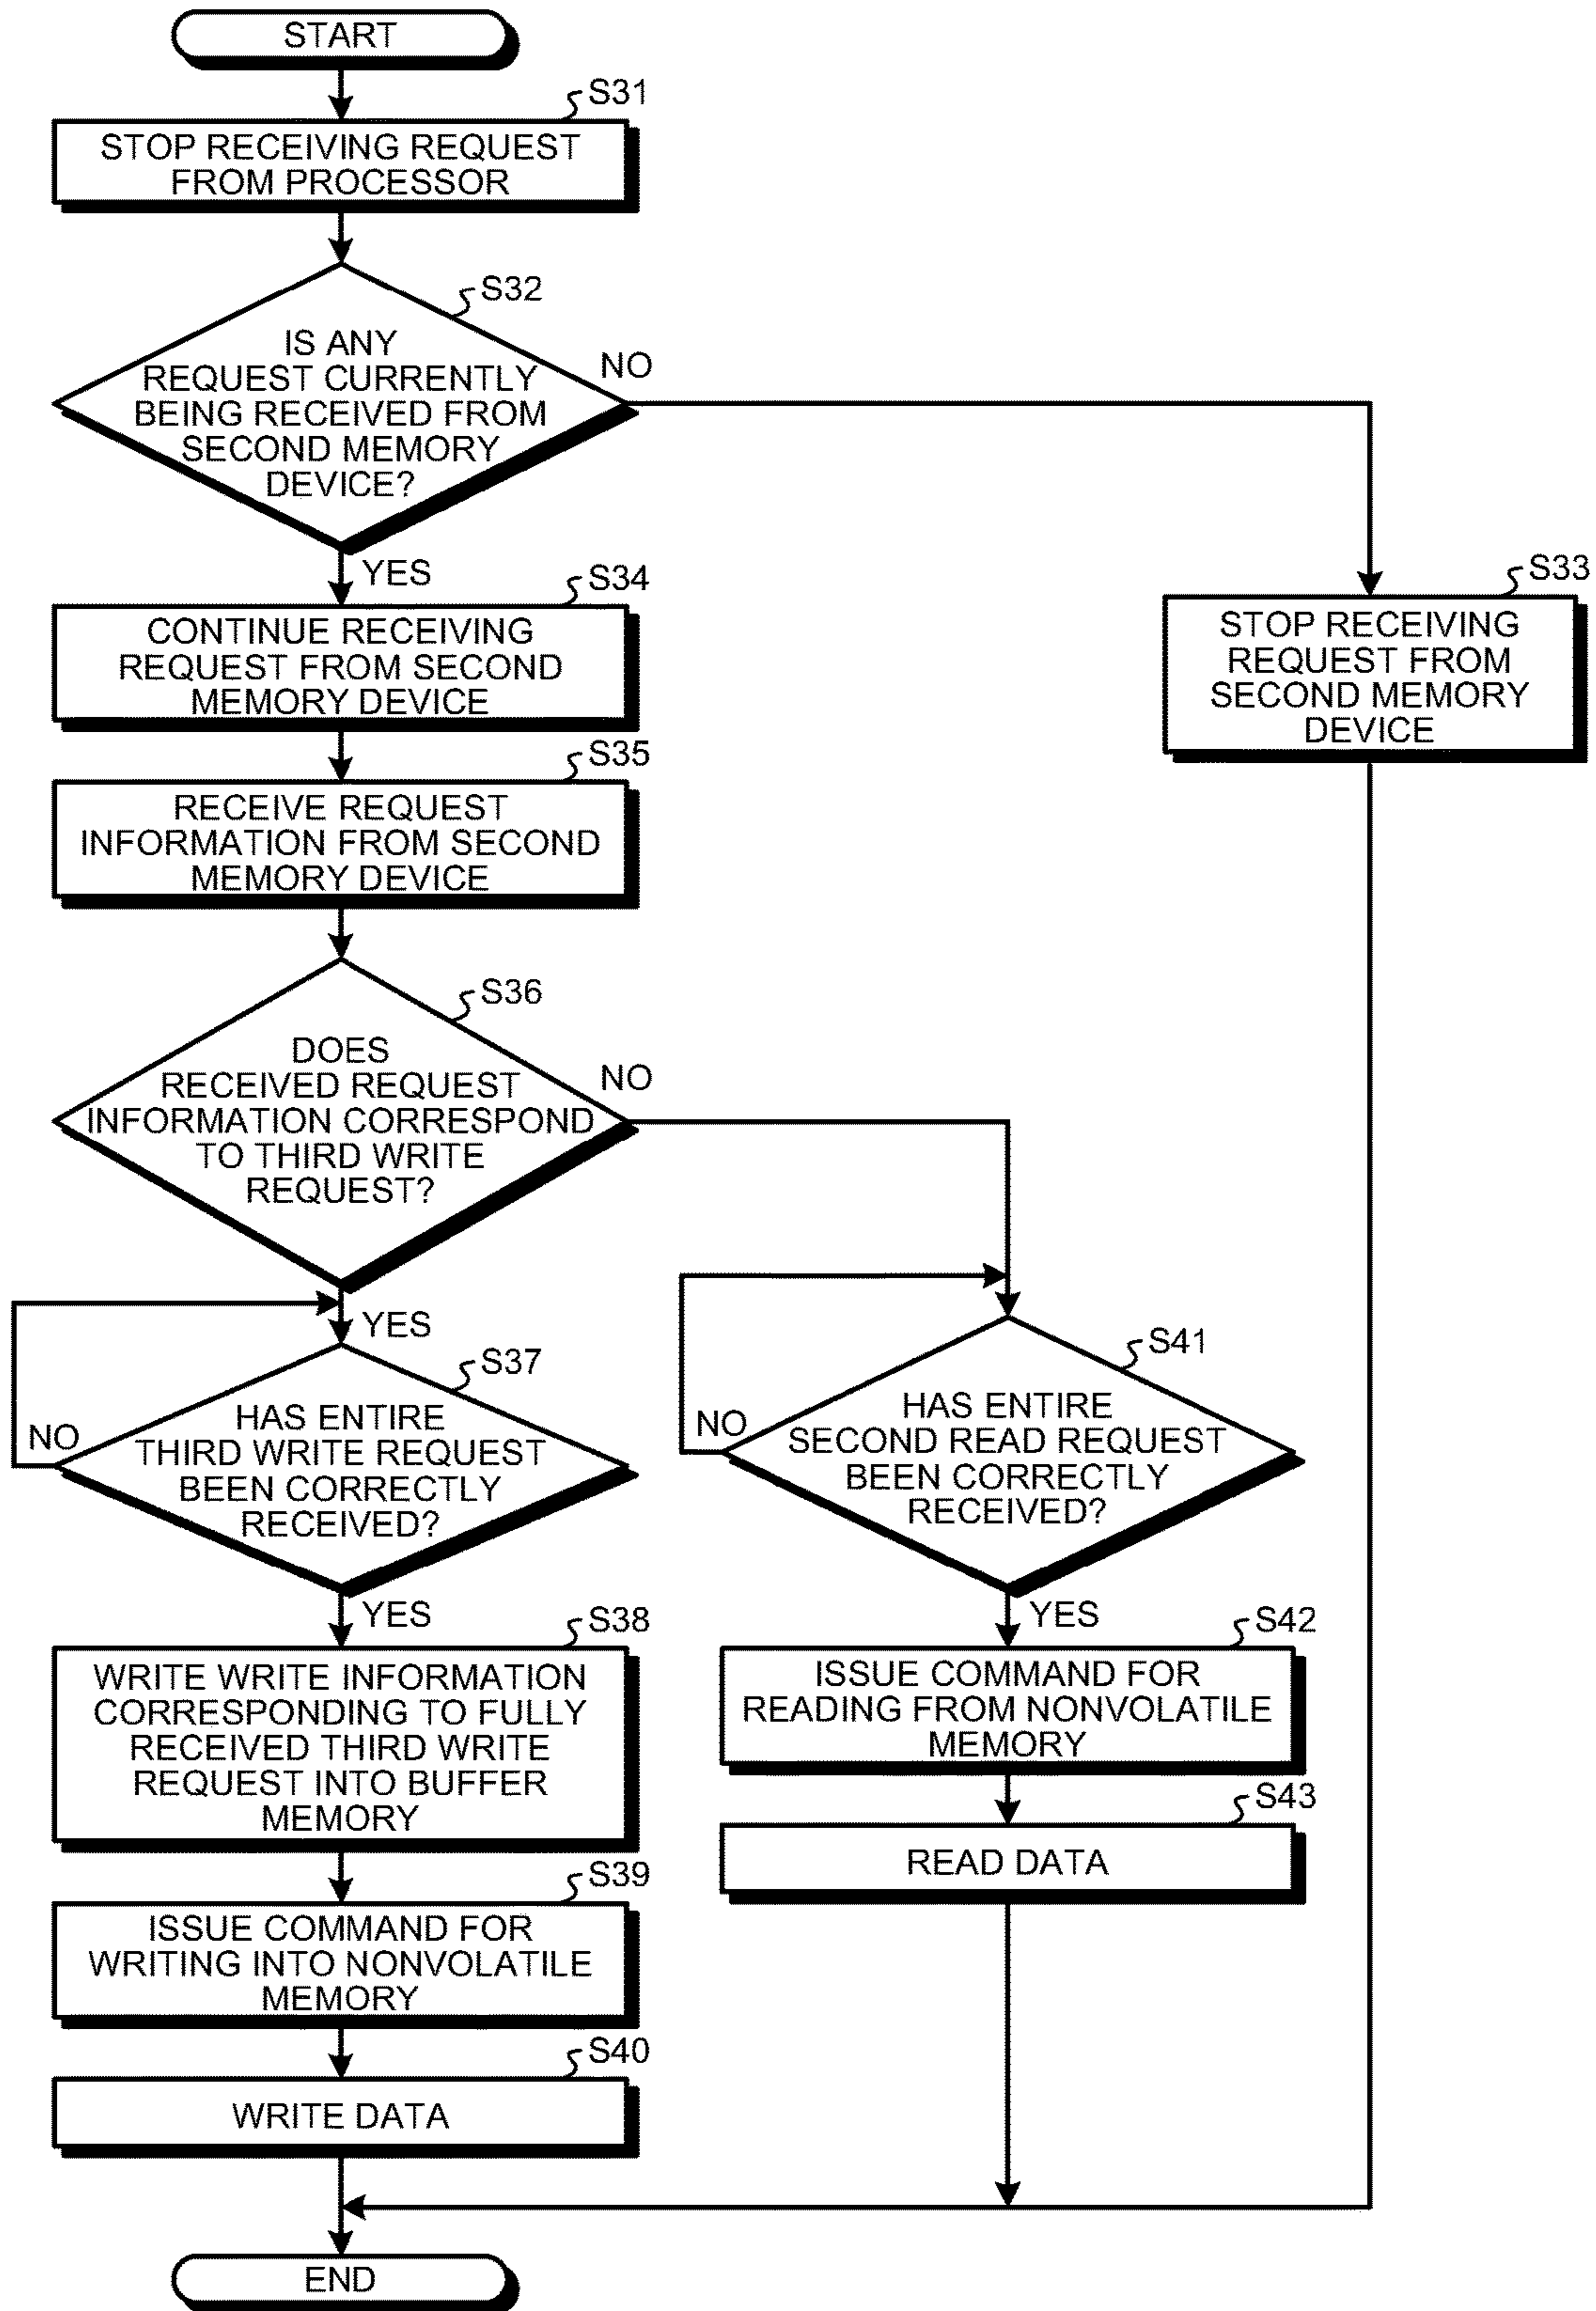 START
S31
STOP RECEIVING REQUEST
FROM PROCESSOR
S32
IS ANY
REQUEST CURRENTLY
BEING RECEIVED FROM
SECOND MEMORY
DEVICE?
NO
YES
S33
STOP RECEIVING
REQUEST FROM
SECOND MEMORY
DEVICE
S34
CONTINUE RECEIVING
REQUEST FROM SECOND
MEMORY DEVICE
S35
RECEIVE REQUEST
INFORMATION FROM SECOND
MEMORY DEVICE
S36
DOES
RECEIVED REQUEST
INFORMATION CORRESPOND
TO THIRD WRITE
REQUEST?
NO
YES
S37
HAS ENTIRE
THIRD WRITE REQUEST
BEEN CORRECTLY
RECEIVED?
NO
YES
S41
HAS ENTIRE
SECOND READ REQUEST
BEEN CORRECTLY
RECEIVED?
NO
YES
S38
WRITE WRITE INFORMATION
CORRESPONDING TO FULLY
RECEIVED THIRD WRITE
REQUEST INTO BUFFER
MEMORY
S42
ISSUE COMMAND FOR
READING FROM NONVOLATILE
MEMORY
S43
READ DATA
S39
ISSUE COMMAND FOR
WRITING INTO NONVOLATILE
MEMORY
S40
WRITE DATA
END